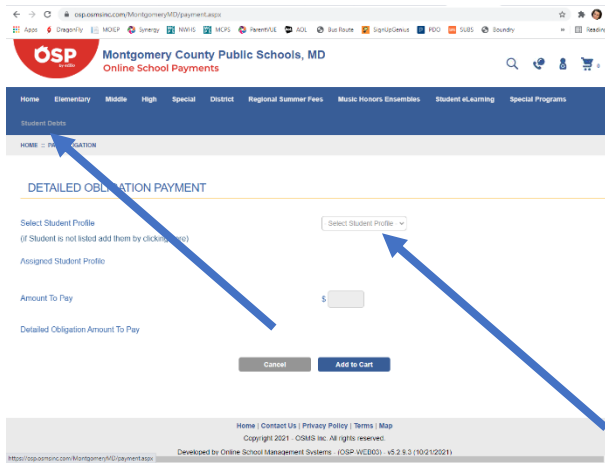 osp.osmsinc.com/MontgomeryMD/payment.aspx
Apps DragonFly MOIEP Synergy NWHS MCPS ParentVUE AOL Bus Route SignUpGenius PDO SUBS Soundry » Reading
OSP
by osms
Montgomery County Public Schools, MD
Online School Payments
Home Elementary Middle High Special District Regional Summer Fees Music Honors Ensembles Student eLearning Special Programs
Student Debts
HOME ::
DETAILED OBLIGATION PAYMENT
Select Student Profile Select Student Profile
(if Student is not listed add them by clicking here)
Assigned Student Profile
Amount To Pay $
Detailed Obligation Amount To Pay
Cancel Add to Cart
Home | Contact Us | Privacy Policy | Terms | Map
Copyright 2021 - OSMS Inc. All rights reserved.
Developed by Online School Management Systems - (OSP-WEB03) - v5.2.9.3 (10/21/2021)
https://osp.osmsinc.com/MontgomeryMD/payment.aspx